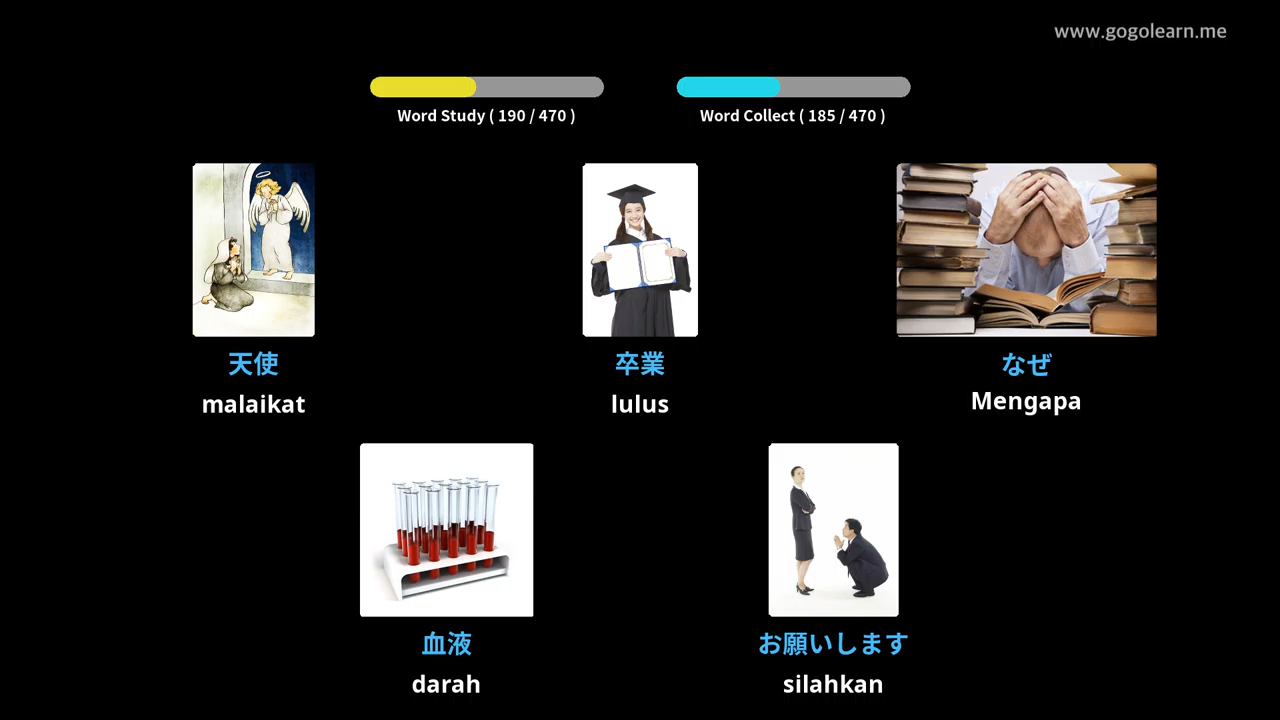 www.gogolearn.me
Word Study ( 190 / 470 )
Word Collect ( 185 / 470 )
天使
malaikat
卒業
lulus
なぜ
Mengapa
血液
darah
お願いします
silahkan